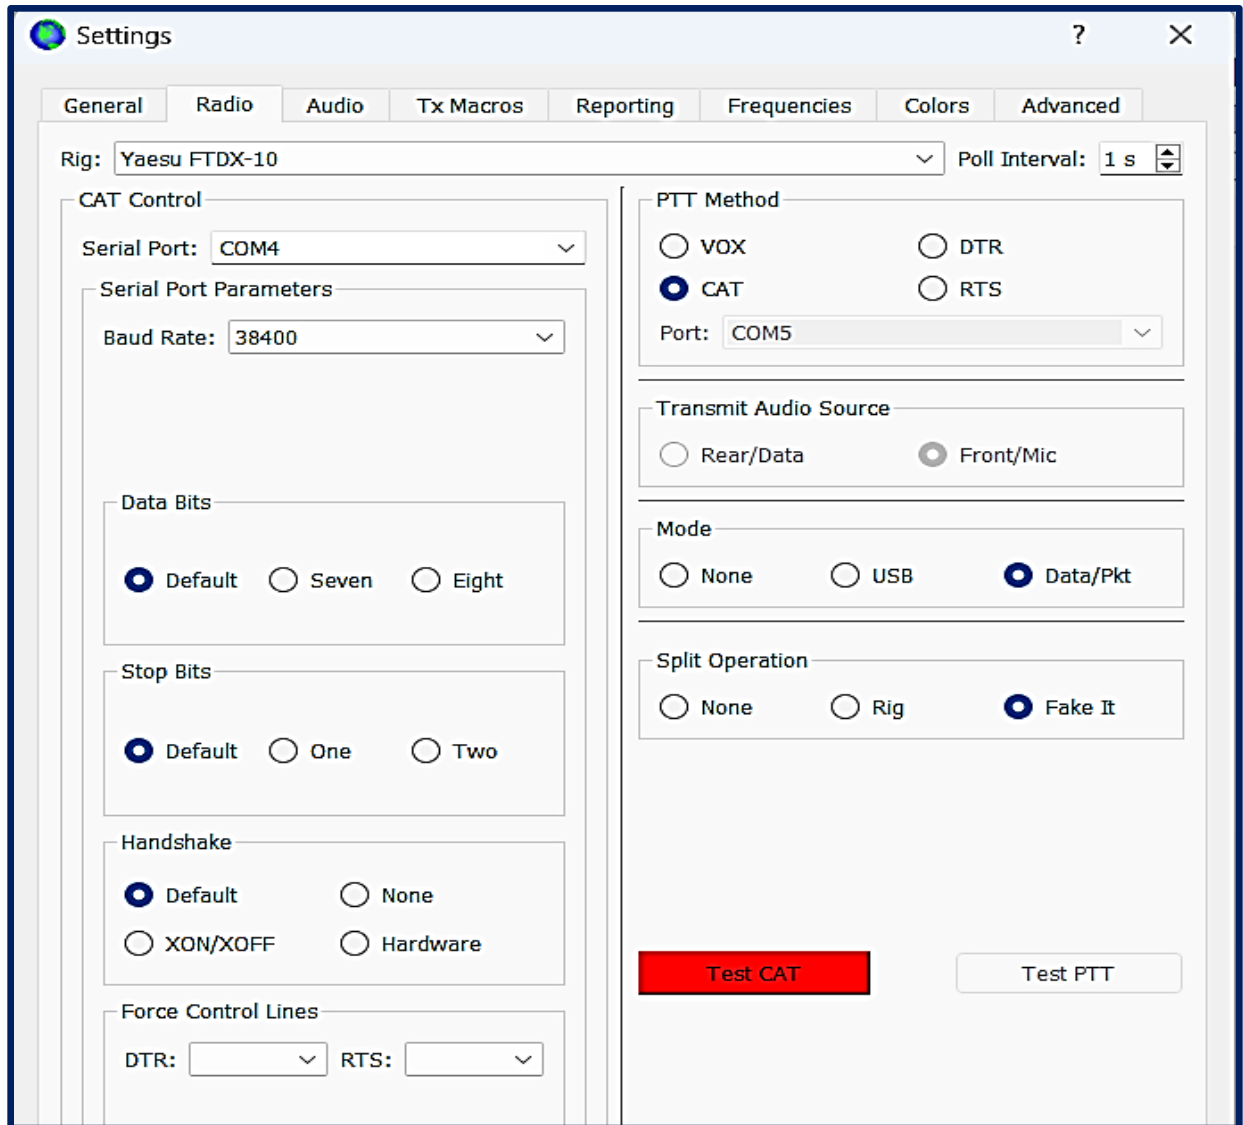 Settings ?
General Radio Audio Tx Macros Reporting Frequencies Colors Advanced
Rig: Yaesu FTDX-10 Poll Interval: 1 s
CAT Control
Serial Port: COM4
Serial Port Parameters
Baud Rate: 38400
Data Bits
Default Seven Eight
Stop Bits
Default One Two
Handshake
Default None
XON/XOFF Hardware
Force Control Lines
DTR: RTS:
PTT Method
VOX DTR
CAT RTS
Port: COM5
Transmit Audio Source
Rear/Data Front/Mic
Mode
None USB Data/Pkt
Split Operation
None Rig Fake It
Test CAT Test PTT